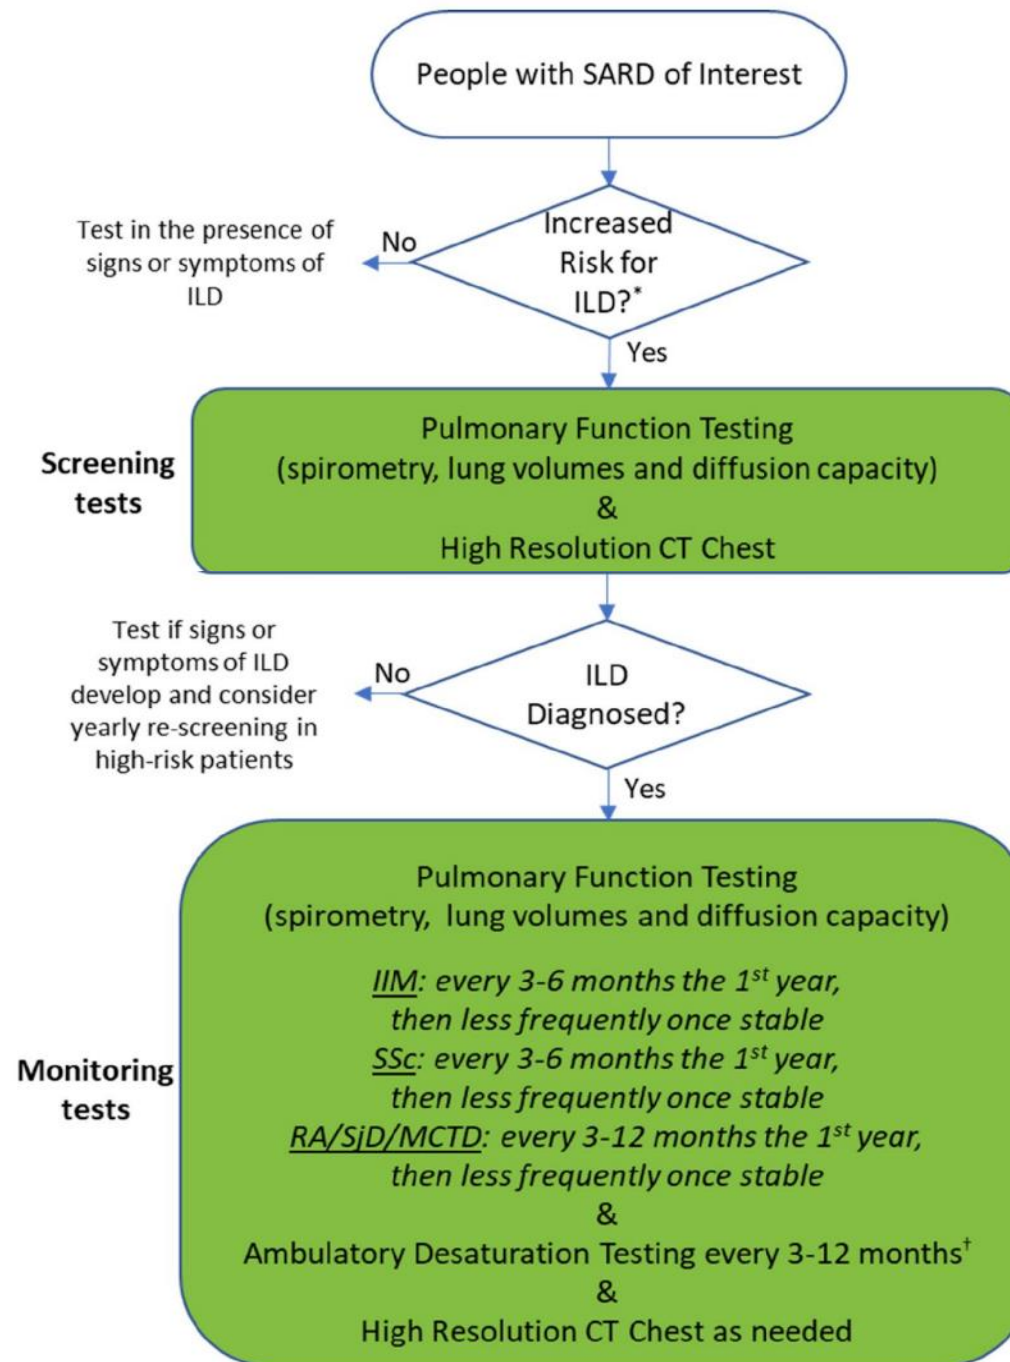 People with SARD of Interest
Increased
Risk for
ILD?*
No
Test in the presence of
signs or symptoms of
ILD
Yes
Screening
tests
Pulmonary Function Testing
(spirometry, lung volumes and diffusion capacity)
&
High Resolution CT Chest
ILD
Diagnosed?
No
Test if signs or
symptoms of ILD
develop and consider
yearly re-screening in
high-risk patients
Yes
Monitoring
tests
Pulmonary Function Testing
(spirometry, lung volumes and diffusion capacity)
IIM: every 3-6 months the 1st year,
then less frequently once stable
SSc: every 3-6 months the 1st year,
then less frequently once stable
RA/SjD/MCTD: every 3-12 months the 1st year,
then less frequently once stable
&
Ambulatory Desaturation Testing every 3-12 months†
&
High Resolution CT Chest as needed